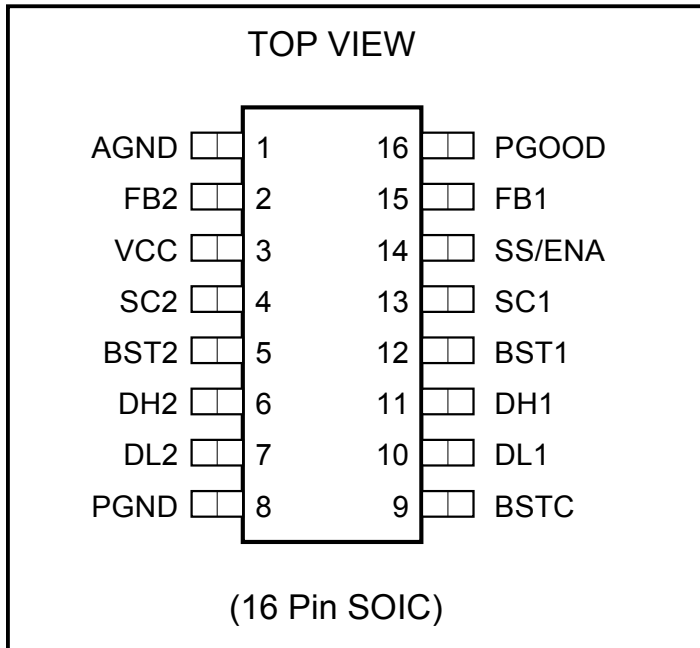 TOP VIEW
AGND 1 16 PGOOD
FB2 2 15 FB1
VCC 3 14 SS/ENA
SC2 4 13 SC1
BST2 5 12 BST1
DH2 6 11 DH1
DL2 7 10 DL1
PGND 8 9 BSTC
(16 Pin SOIC)